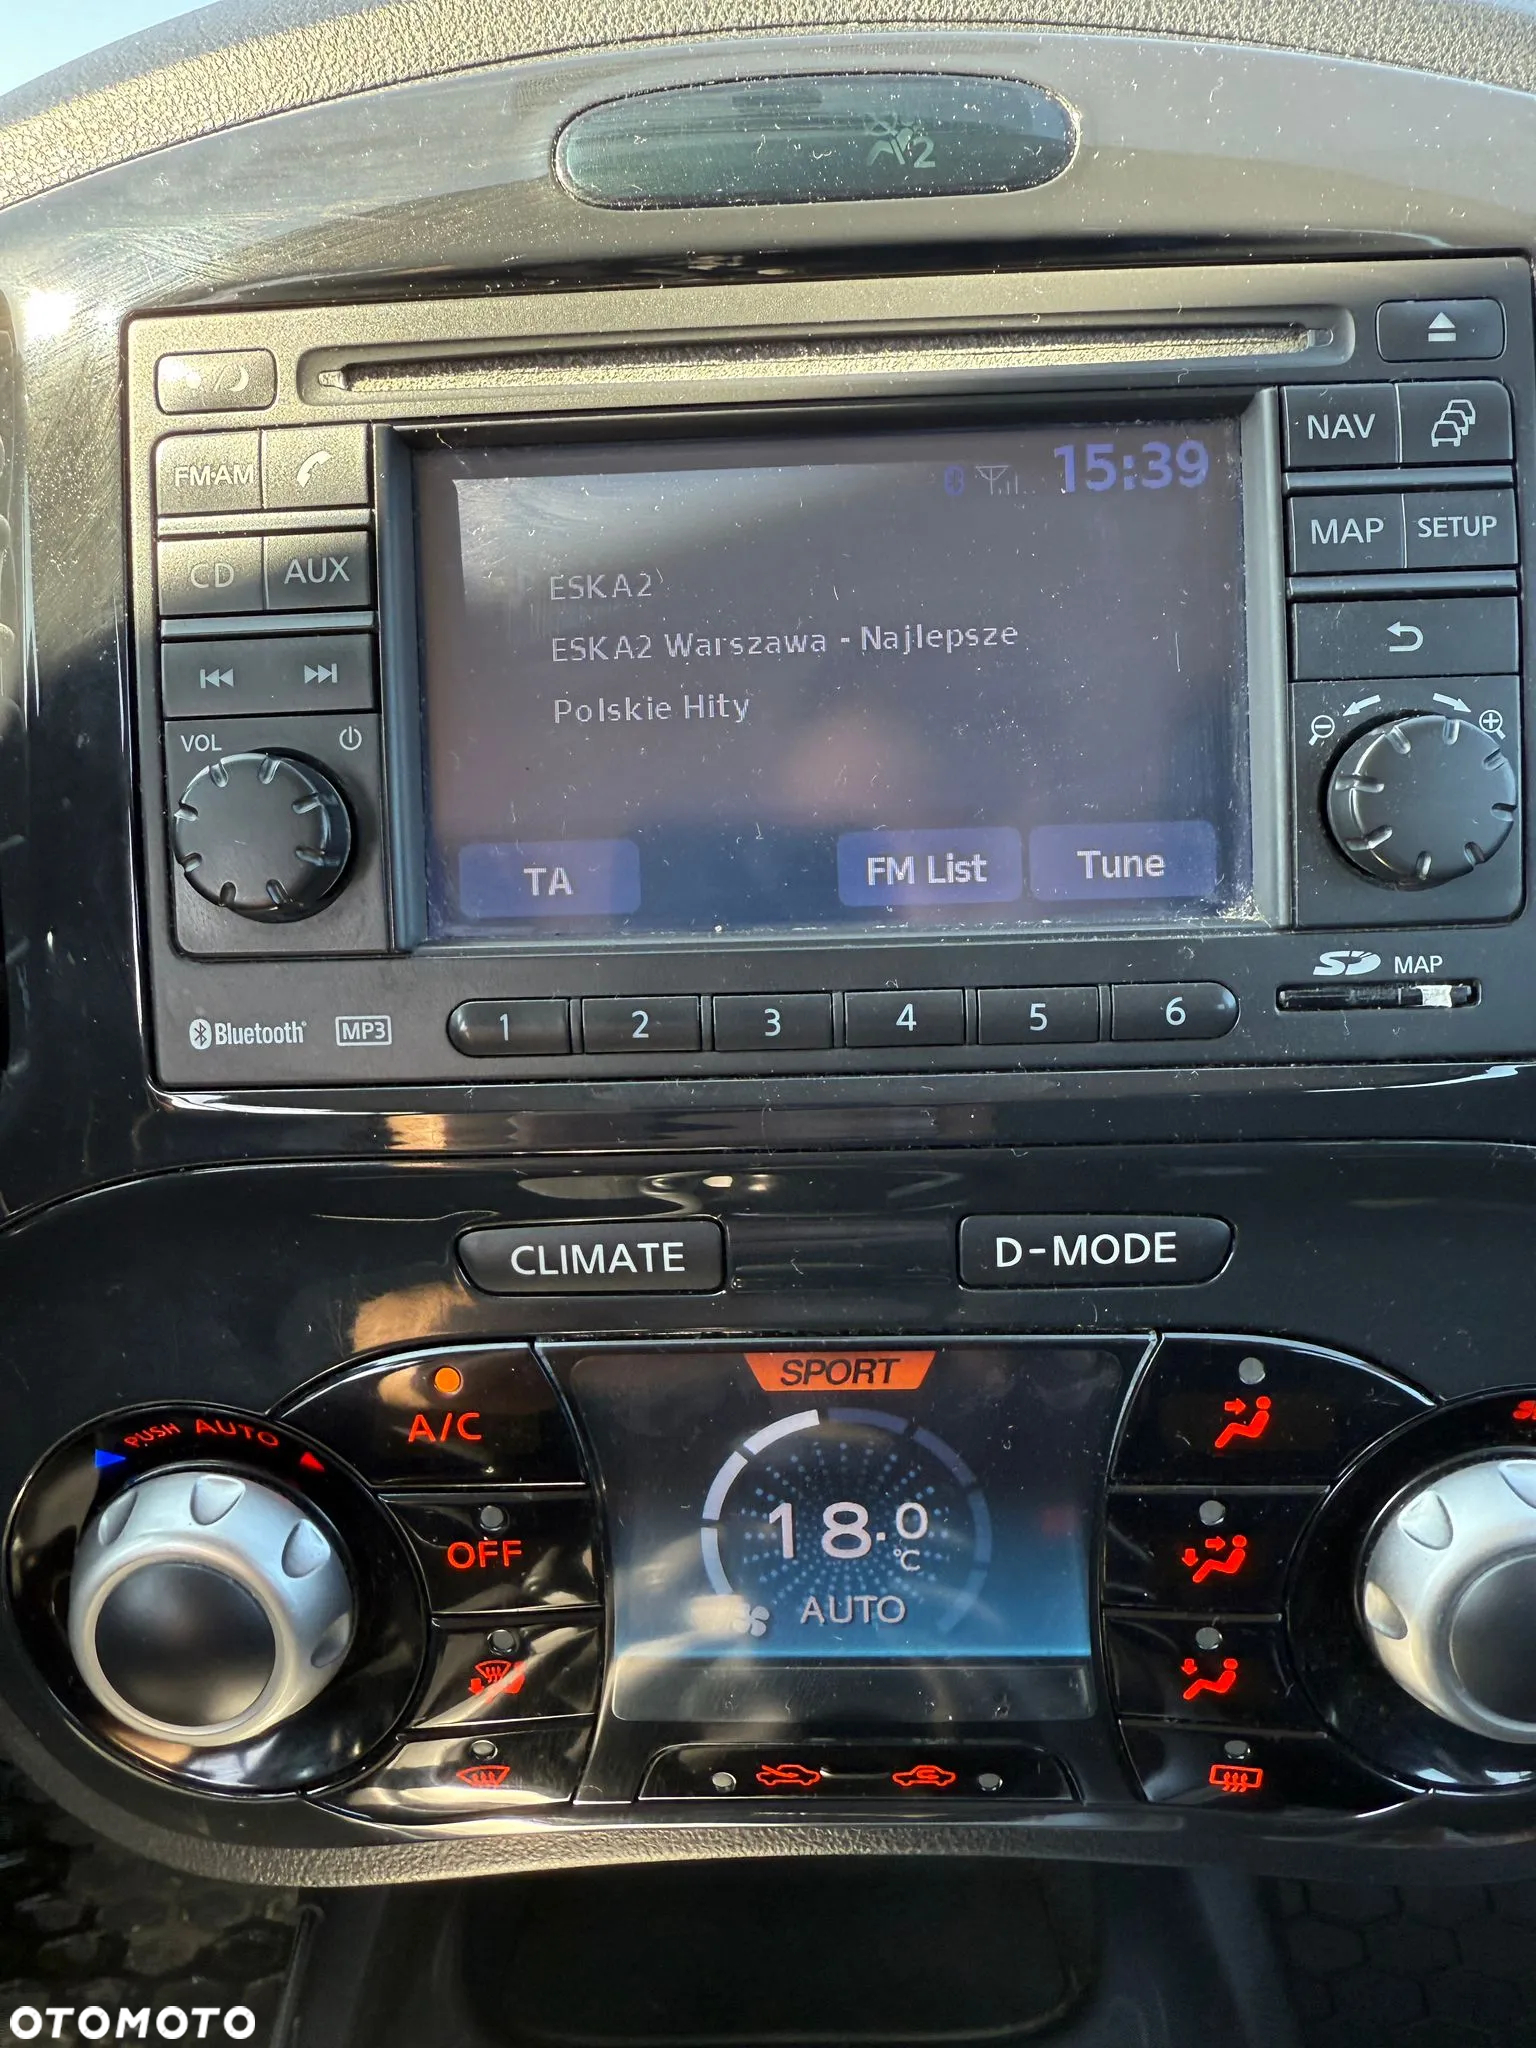 2
FM·AM
CD
AUX
VOL
15:39
ESKA2
ESKA2 Warszawa - Najlepsze
Polskie Hity
TA
FM List
Tune
NAV
MAP
SETUP
SD MAP
Bluetooth
MP3
1 2 3 4 5 6
CLIMATE
D-MODE
SPORT
PUSH AUTO
A/C
OFF
18.0
°C
AUTO
OTOMOTO